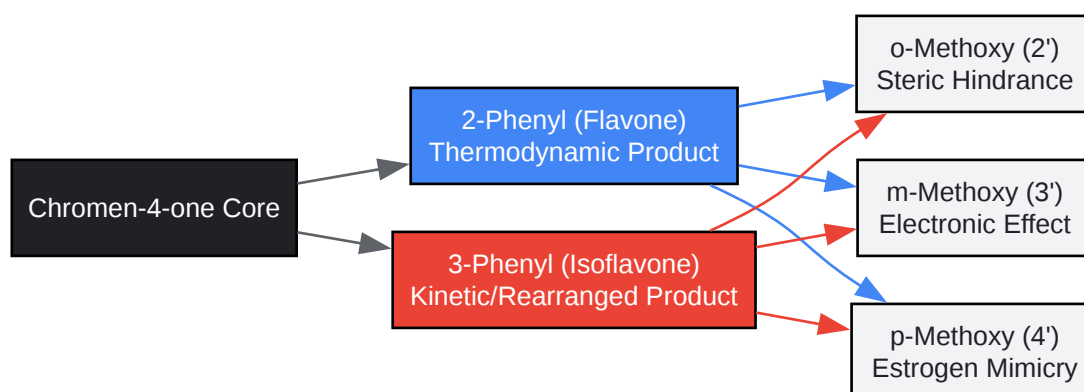 Chromen-4-one Core
2-Phenyl (Flavone)
Thermodynamic Product
3-Phenyl (Isoflavone)
Kinetic/Rearranged Product
o-Methoxy (2')
Steric Hindrance
m-Methoxy (3')
Electronic Effect
p-Methoxy (4')
Estrogen Mimicry